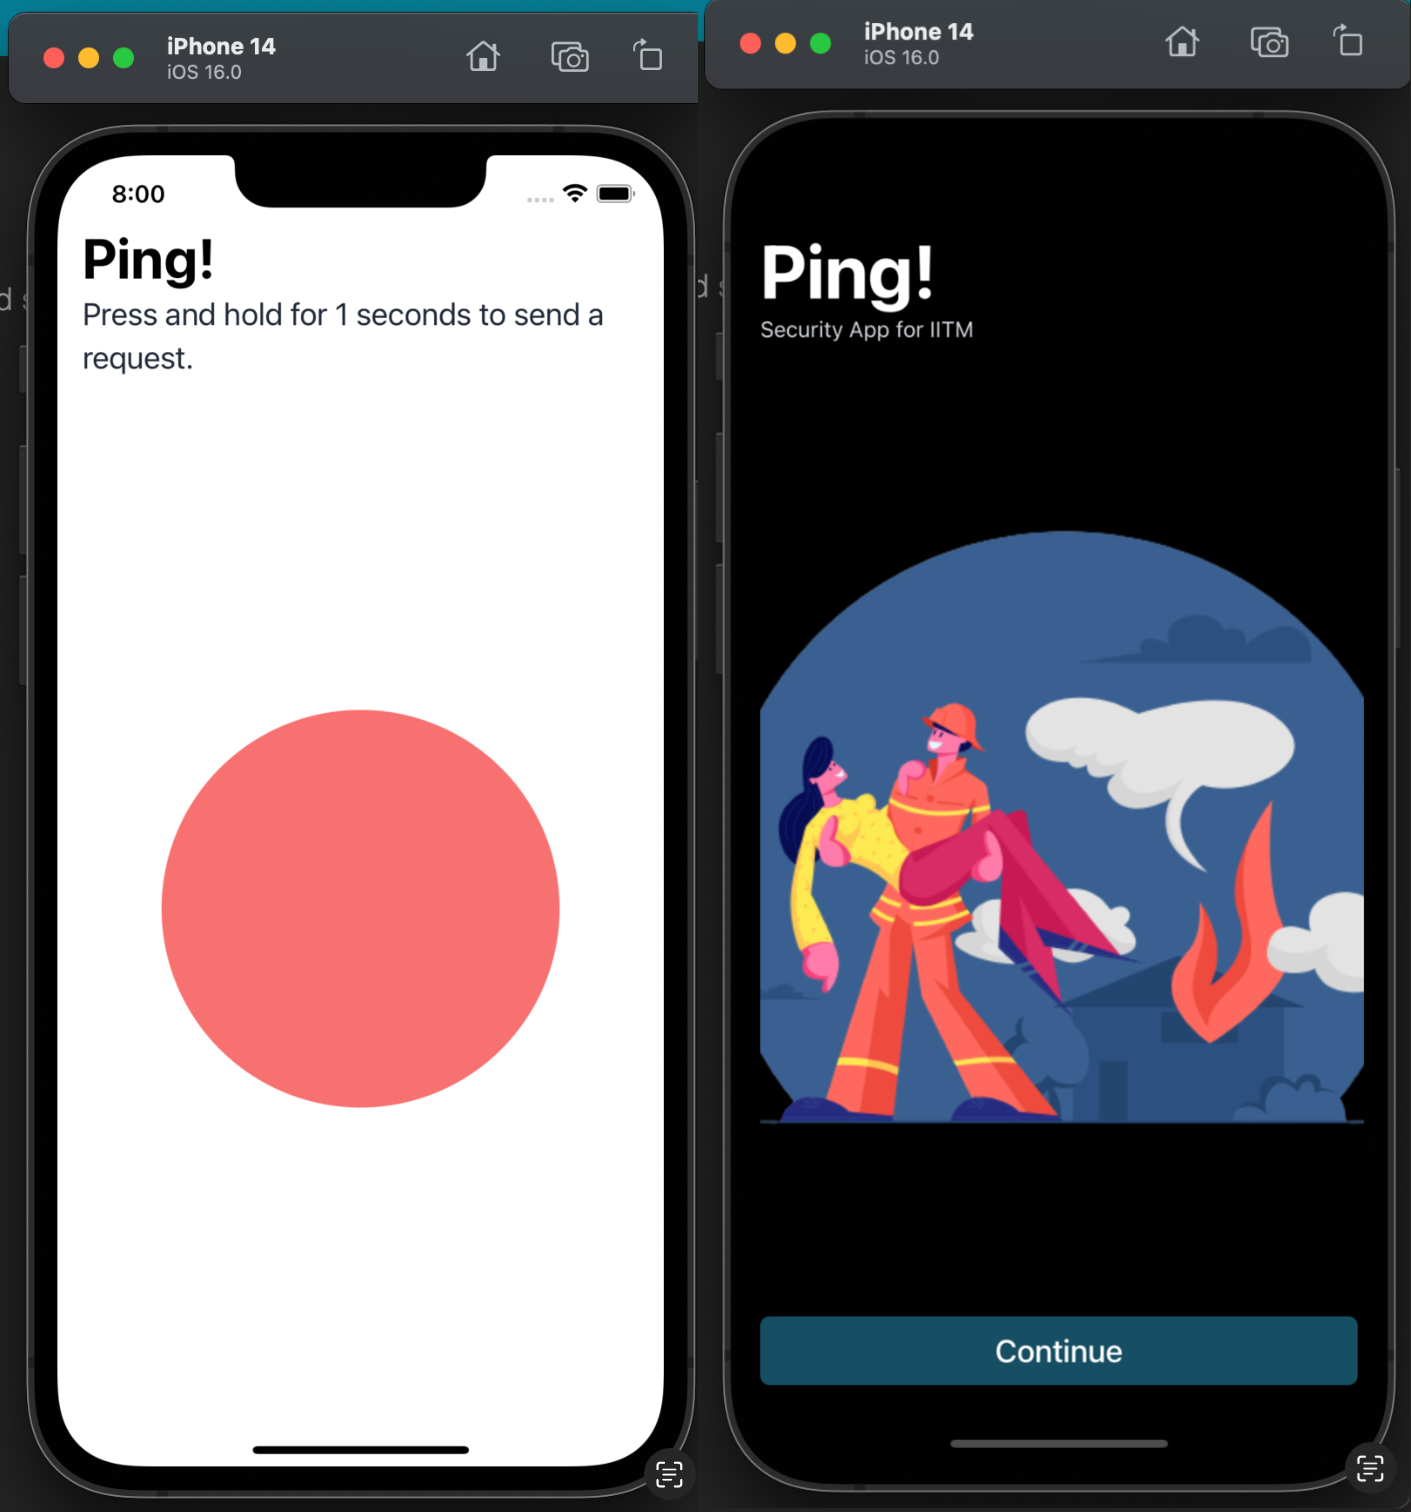 iPhone 14
iOS 16.0
8:00
Ping!
Press and hold for 1 seconds to send a
request.
iPhone 14
iOS 16.0
Ping!
Security App for IITM
Continue